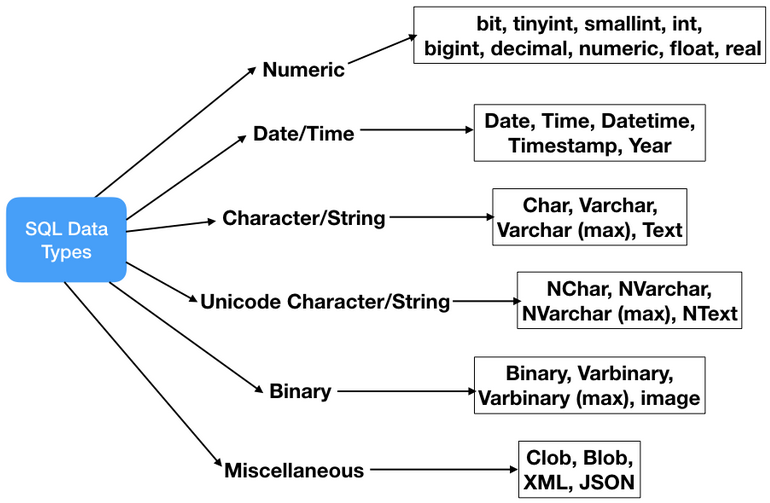 bit, tinyint, smallint, int,
bigint, decimal, numeric, float, real
Numeric
Date/Time
Date, Time, Datetime,
Timestamp, Year
SQL Data
Types
Character/String
Char, Varchar,
Varchar (max), Text
Unicode Character/String
NChar, NVarchar,
NVarchar (max), NText
Binary
Binary, Varbinary,
Varbinary (max), image
Miscellaneous
Clob, Blob,
XML, JSON